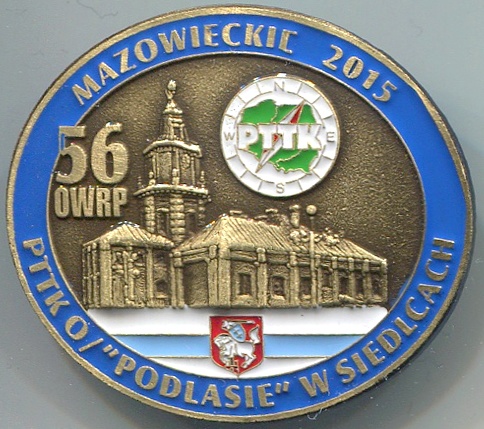 MAZOWIECKIE 2015
56
OWRP
N
W PTTK E
S
PTTK O/"PODLASIE" W SIEDLCACH